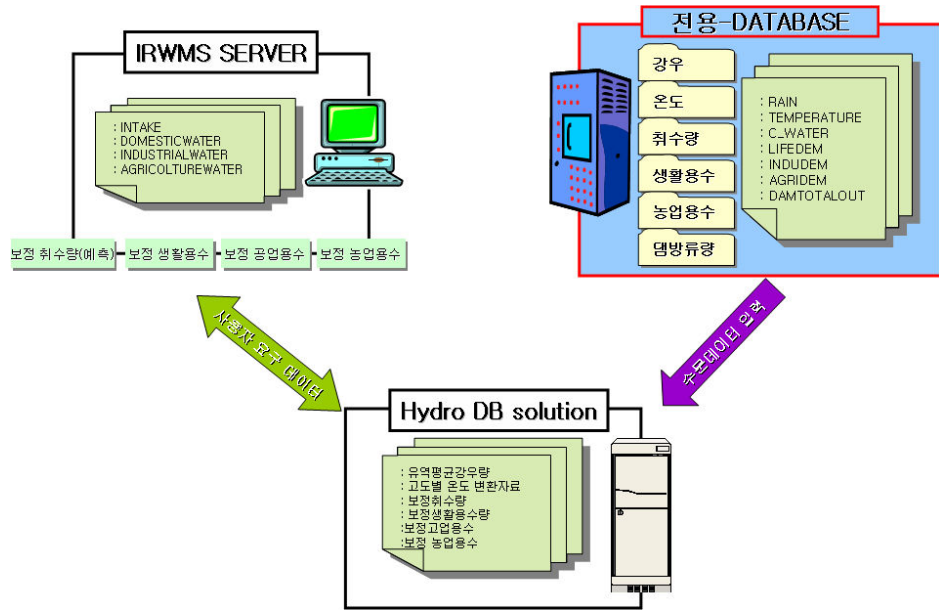 IRWMS SERVER
: INTAKE
: DOMESTICWATER
: INDUSTRIALWATER
: AGRICOLTUREWATER
보정 취수량(예측)
보정 생활용수
보정 공업용수
보정 농업용수
전용-DATABASE
강우
온도
취수량
생활용수
농업용수
댐방류량
: RAIN
: TEMPERATURE
: C_WATER
: LIFEDEM
: INDUDEM
: AGRIDEM
: DAMTOTALOUT
사용자 요구 데이터
수문데이터 입력
Hydro DB solution
: 유역평균강우량
: 고도별 온도 변환자료
: 보정취수량
: 보정생활용수량
:보정고업용수
:보정 농업용수